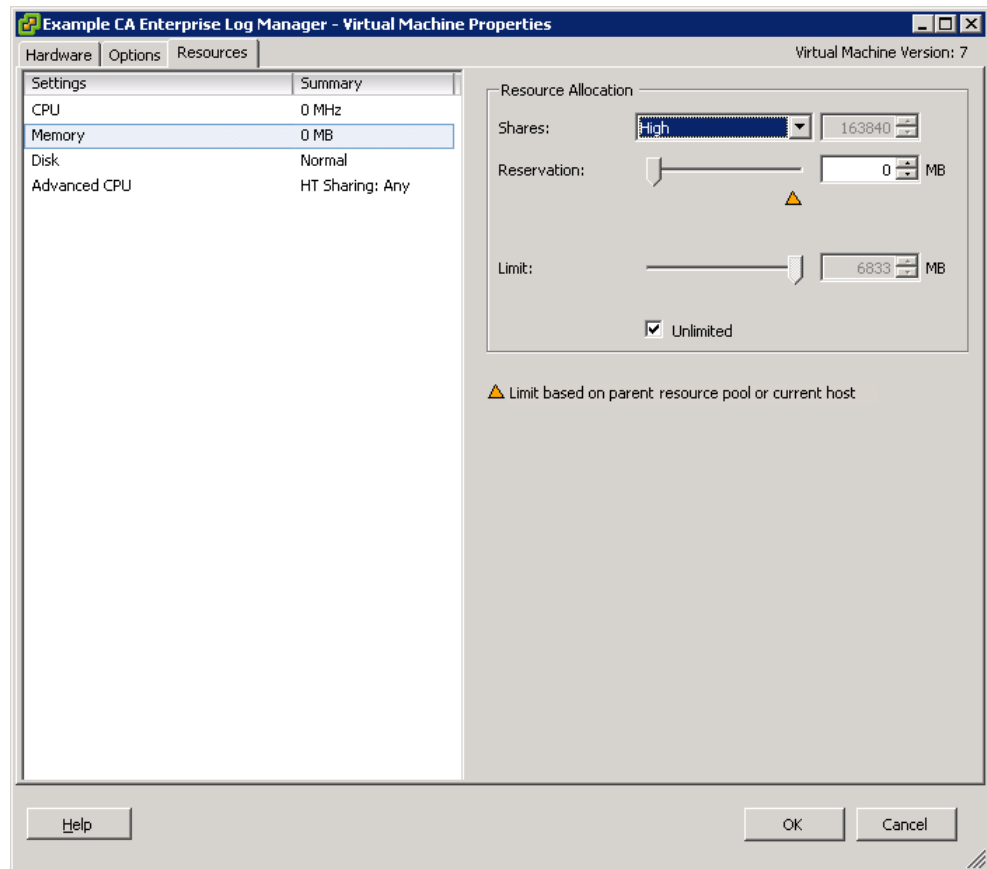 Example CA Enterprise Log Manager - Virtual Machine Properties
Hardware Options Resources Virtual Machine Version: 7
Settings Summary
CPU 0 MHz
Memory 0 MB
Disk Normal
Advanced CPU HT Sharing: Any
Resource Allocation
Shares: High 163840
Reservation: 0 MB
Limit: 6833 MB
Unlimited
Limit based on parent resource pool or current host
Help OK Cancel